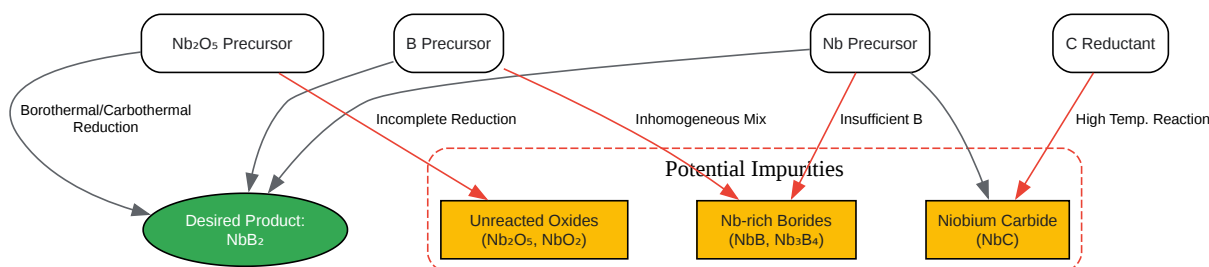 Nb₂O₅ Precursor
B Precursor
Nb Precursor
C Reductant
Borothermal/Carbothermal
Reduction
Incomplete Reduction
Inhomogeneous Mix
Insufficient B
High Temp. Reaction
Potential Impurities
Desired Product:
NbB₂
Unreacted Oxides
(Nb₂O₅, NbO₂)
Nb-rich Borides
(NbB, Nb₃B₄)
Niobium Carbide
(NbC)